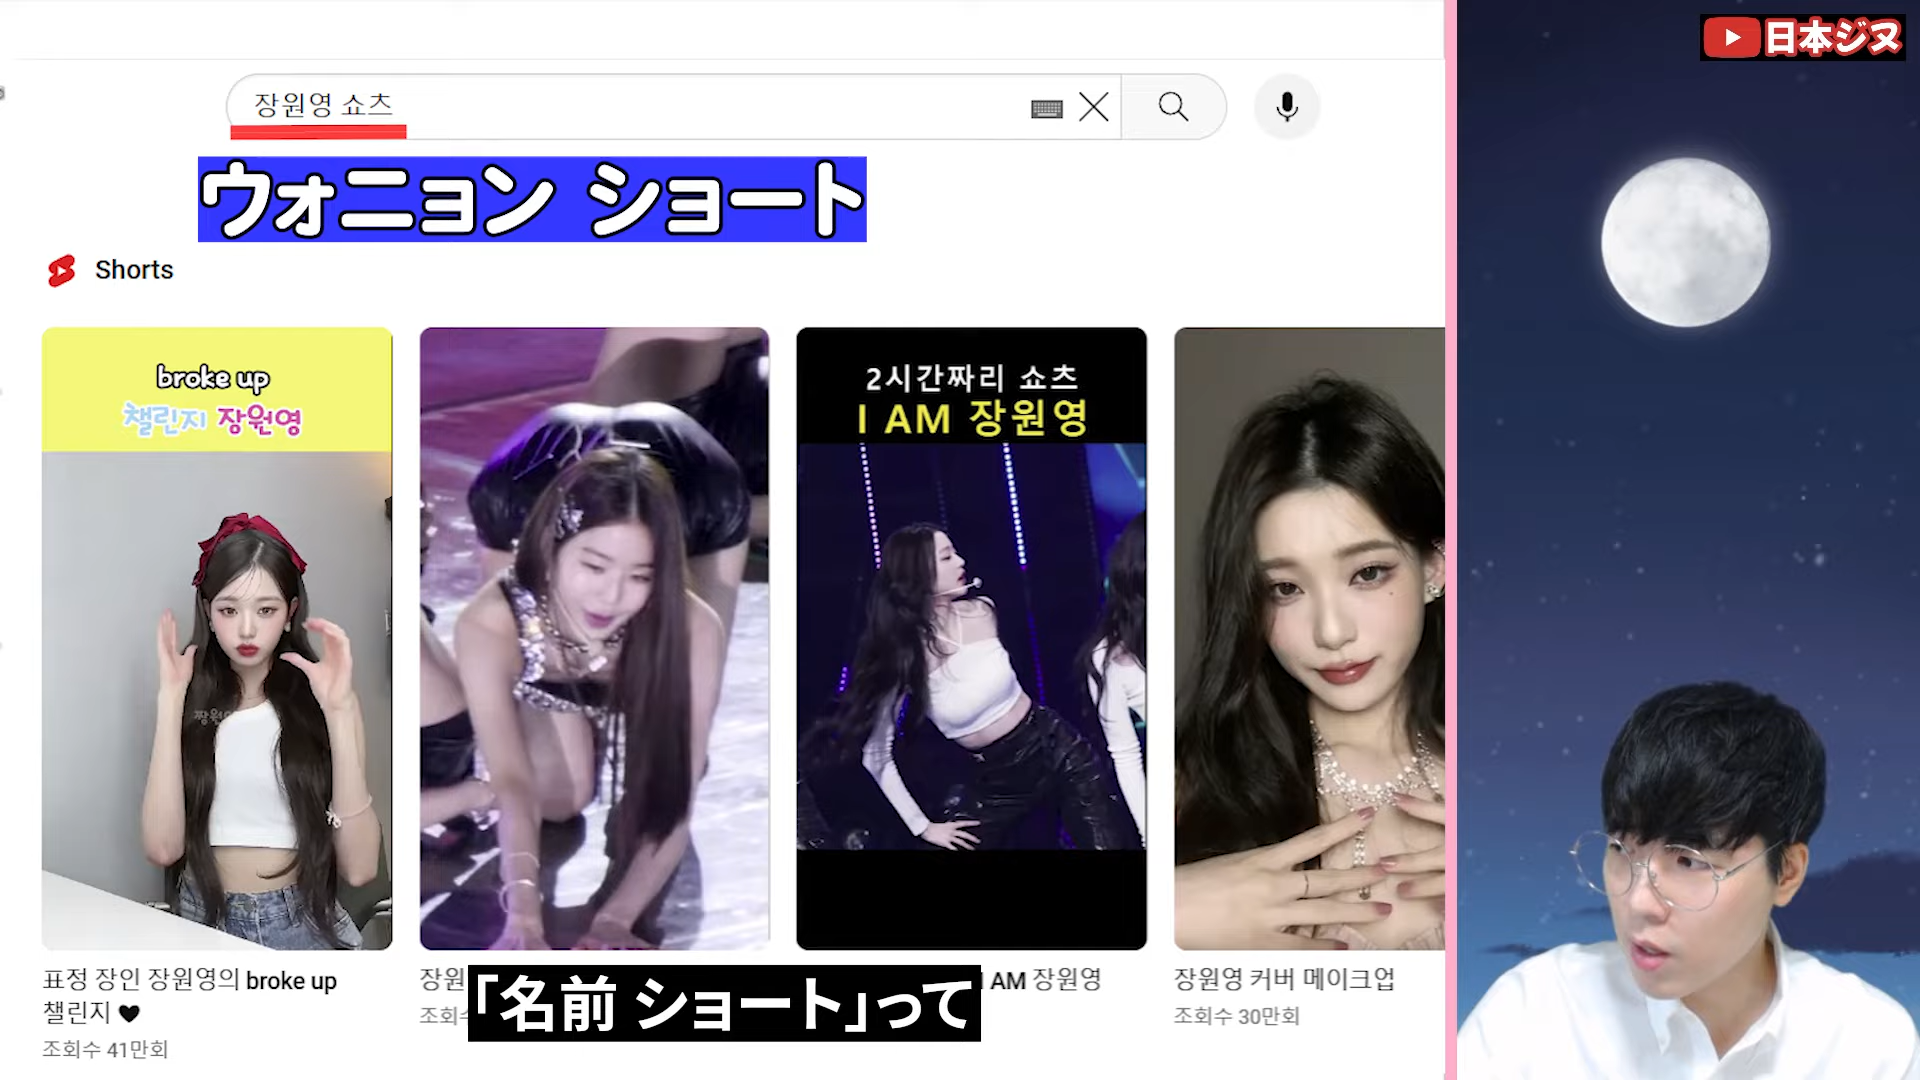 日本ジヌ
장원영 쇼츠
ウォニョン ショート
Shorts
broke up
챌린지 장원영
2시간짜리 쇼츠
I AM 장원영
표정 장인 장원영의 broke up
챌린지 ♥
조회수 41만회
장원
조회수
「名前 ショート」って
I AM 장원영
장원영 커버 메이크업
조회수 30만회